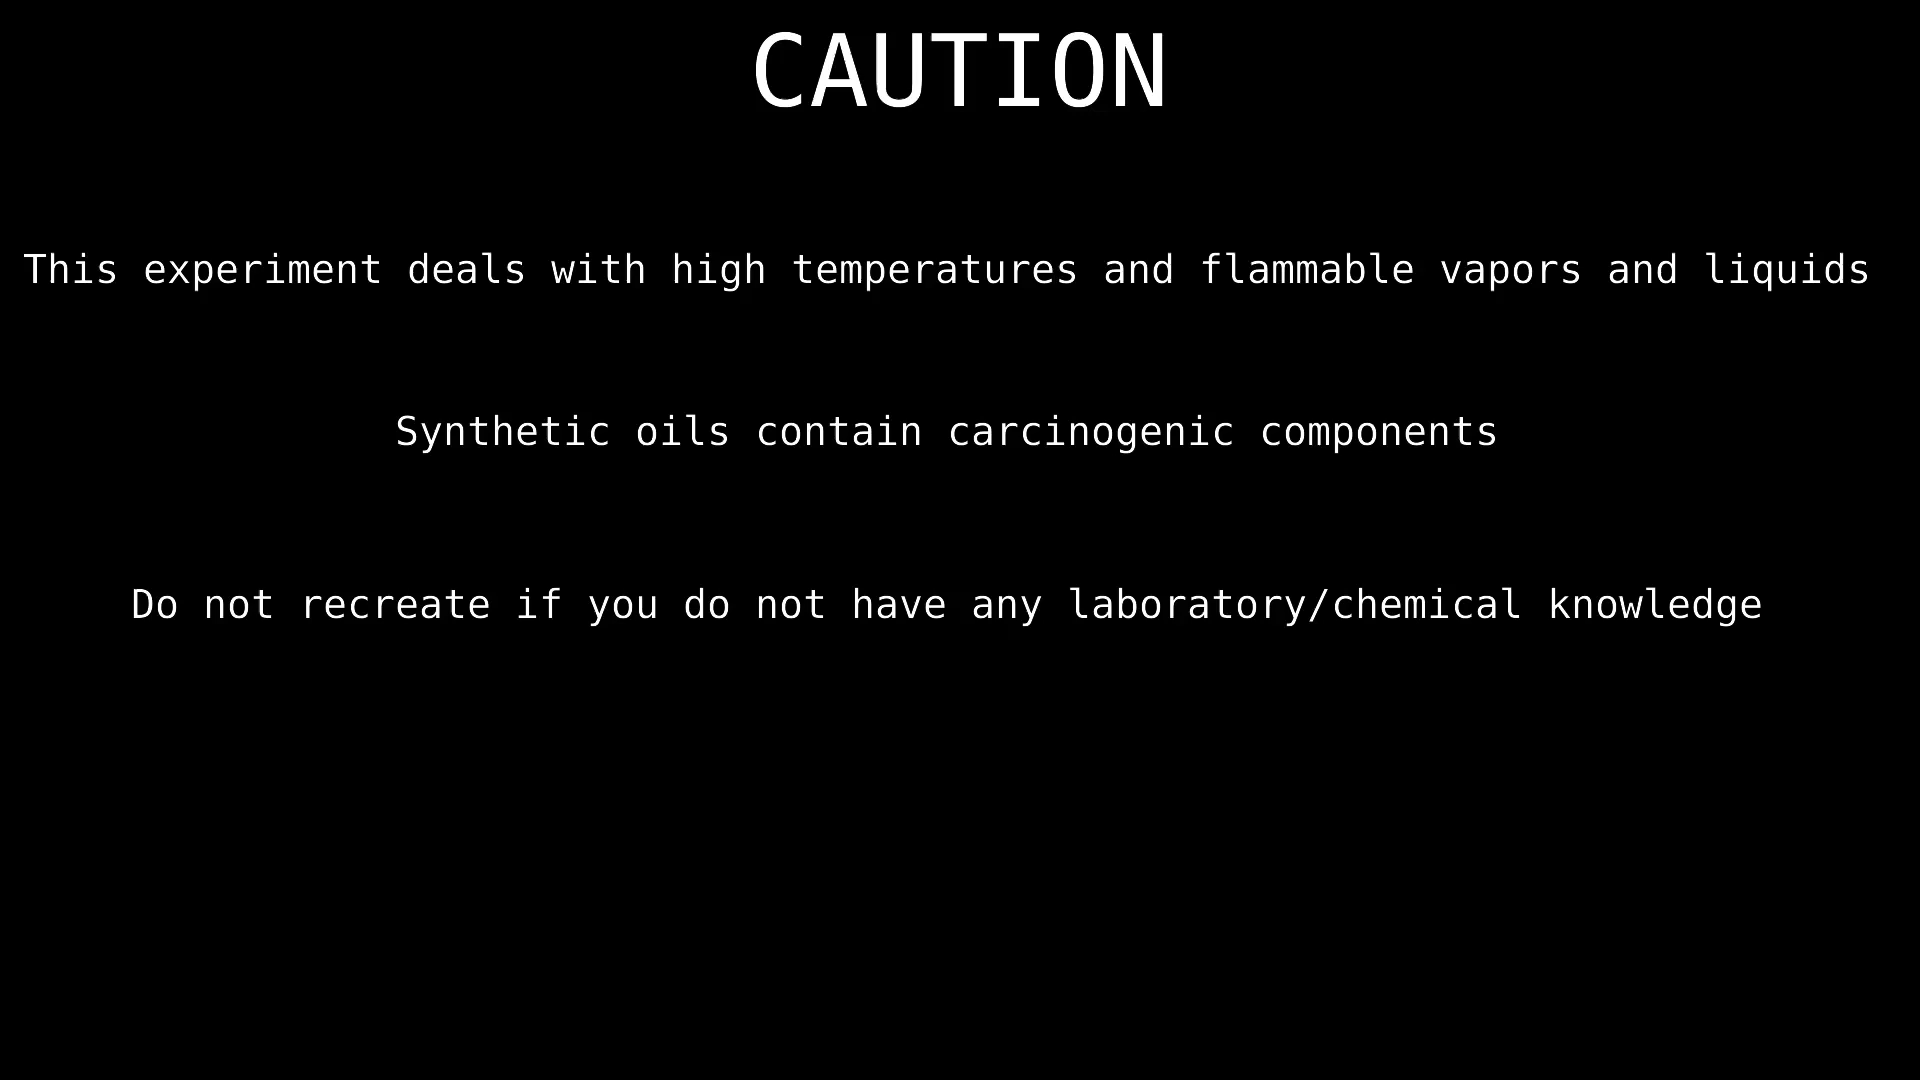 CAUTION
This experiment deals with high temperatures and flammable vapors and liquids
Synthetic oils contain carcinogenic components
Do not recreate if you do not have any laboratory/chemical knowledge